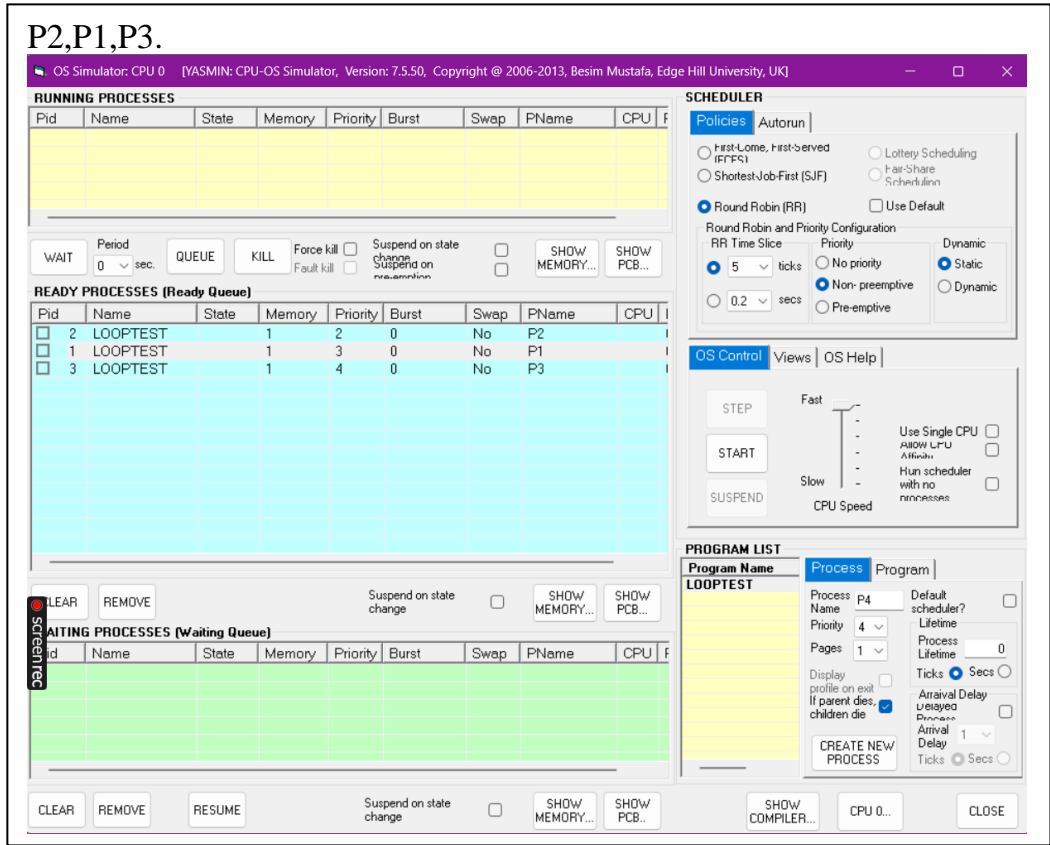 P2,P1,P3.
OS Simulator: CPU 0 [YASMIN: CPU-OS Simulator, Version: 7.5.50, Copyright @ 2006-2013, Besim Mustafa, Edge Hill University, UK]
RUNNING PROCESSES
Pid Name State Memory Priority Burst Swap PName CPU
WAIT
Period
0 sec.
QUEUE
KILL
Force kill
Fault kill
Suspend on state change
Suspend on pre-emption
SHOW MEMORY...
SHOW PCB...
READY PROCESSES (Ready Queue)
Pid Name State Memory Priority Burst Swap PName CPU
2 LOOPTEST 1 2 0 No P2
1 LOOPTEST 1 3 0 No P1
3 LOOPTEST 1 4 0 No P3
CLEAR
REMOVE
Suspend on state change
SHOW MEMORY...
SHOW PCB...
screenrec
WAITING PROCESSES (Waiting Queue)
Pid Name State Memory Priority Burst Swap PName CPU
CLEAR
REMOVE
RESUME
Suspend on state change
SHOW MEMORY...
SHOW PCB..
SCHEDULER
Policies Autorun
First-Come, First-Served (FCFS)
Lottery Scheduling
Shortest-Job-First (SJF)
Fair-Share Scheduling
Round Robin (RR)
Use Default
Round Robin and Priority Configuration
RR Time Slice
5 ticks
0.2 secs
Priority
No priority
Non- preemptive
Pre-emptive
Dynamic
Static
Dynamic
OS Control Views OS Help
STEP
START
SUSPEND
Fast
Slow
CPU Speed
Use Single CPU
Allow CPU Affinity
Run scheduler with no processes
PROGRAM LIST
Program Name
LOOPTEST
Process Program
Process Name P4
Priority 4
Pages 1
Display profile on exit
If parent dies, children die
CREATE NEW PROCESS
Default scheduler?
Lifetime
Process Lifetime 0
Ticks Secs
Arraival Delay
Delayed Process
Arrival Delay 1
Ticks Secs
SHOW COMPILER...
CPU 0...
CLOSE